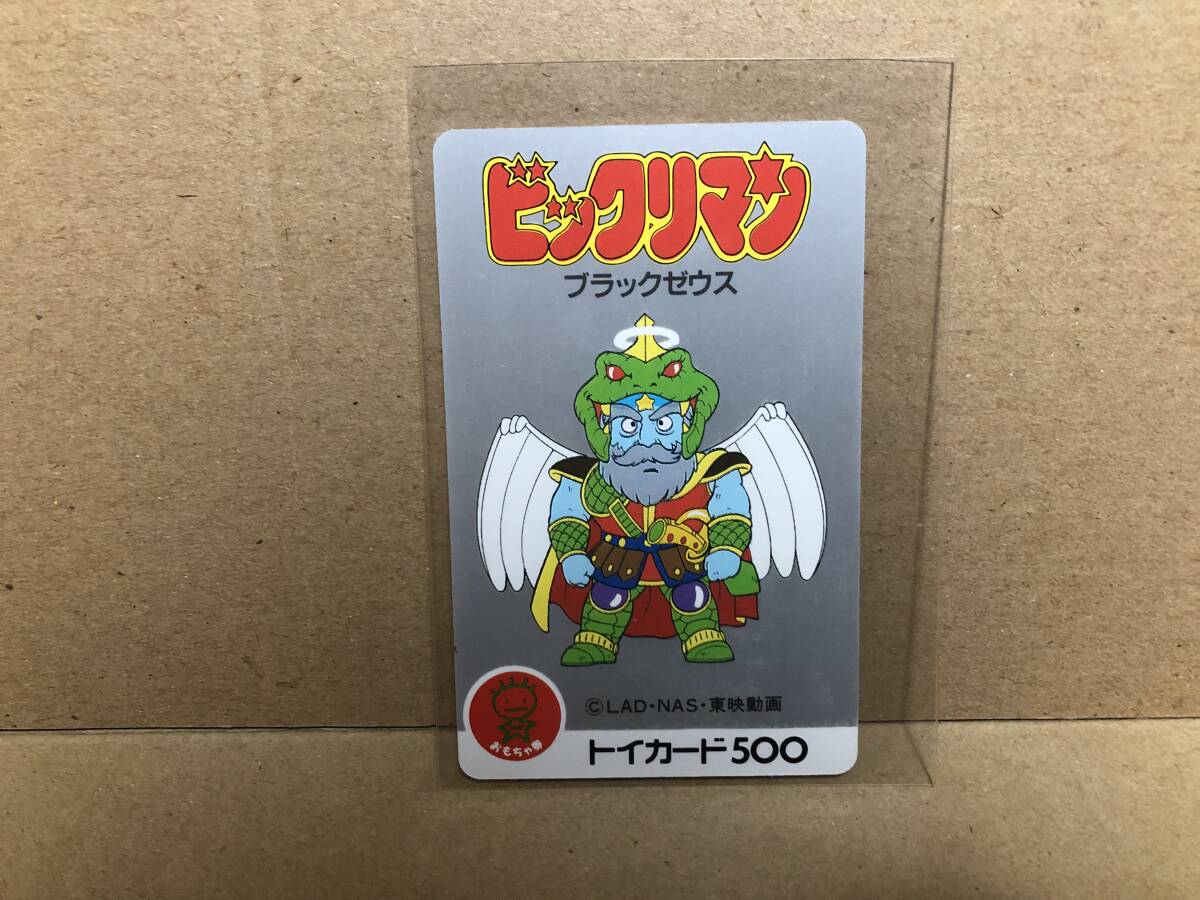 ビックリマン
ブラックゼウス
©LAD・NAS・東映動画
おもちゃ券
トイカード500